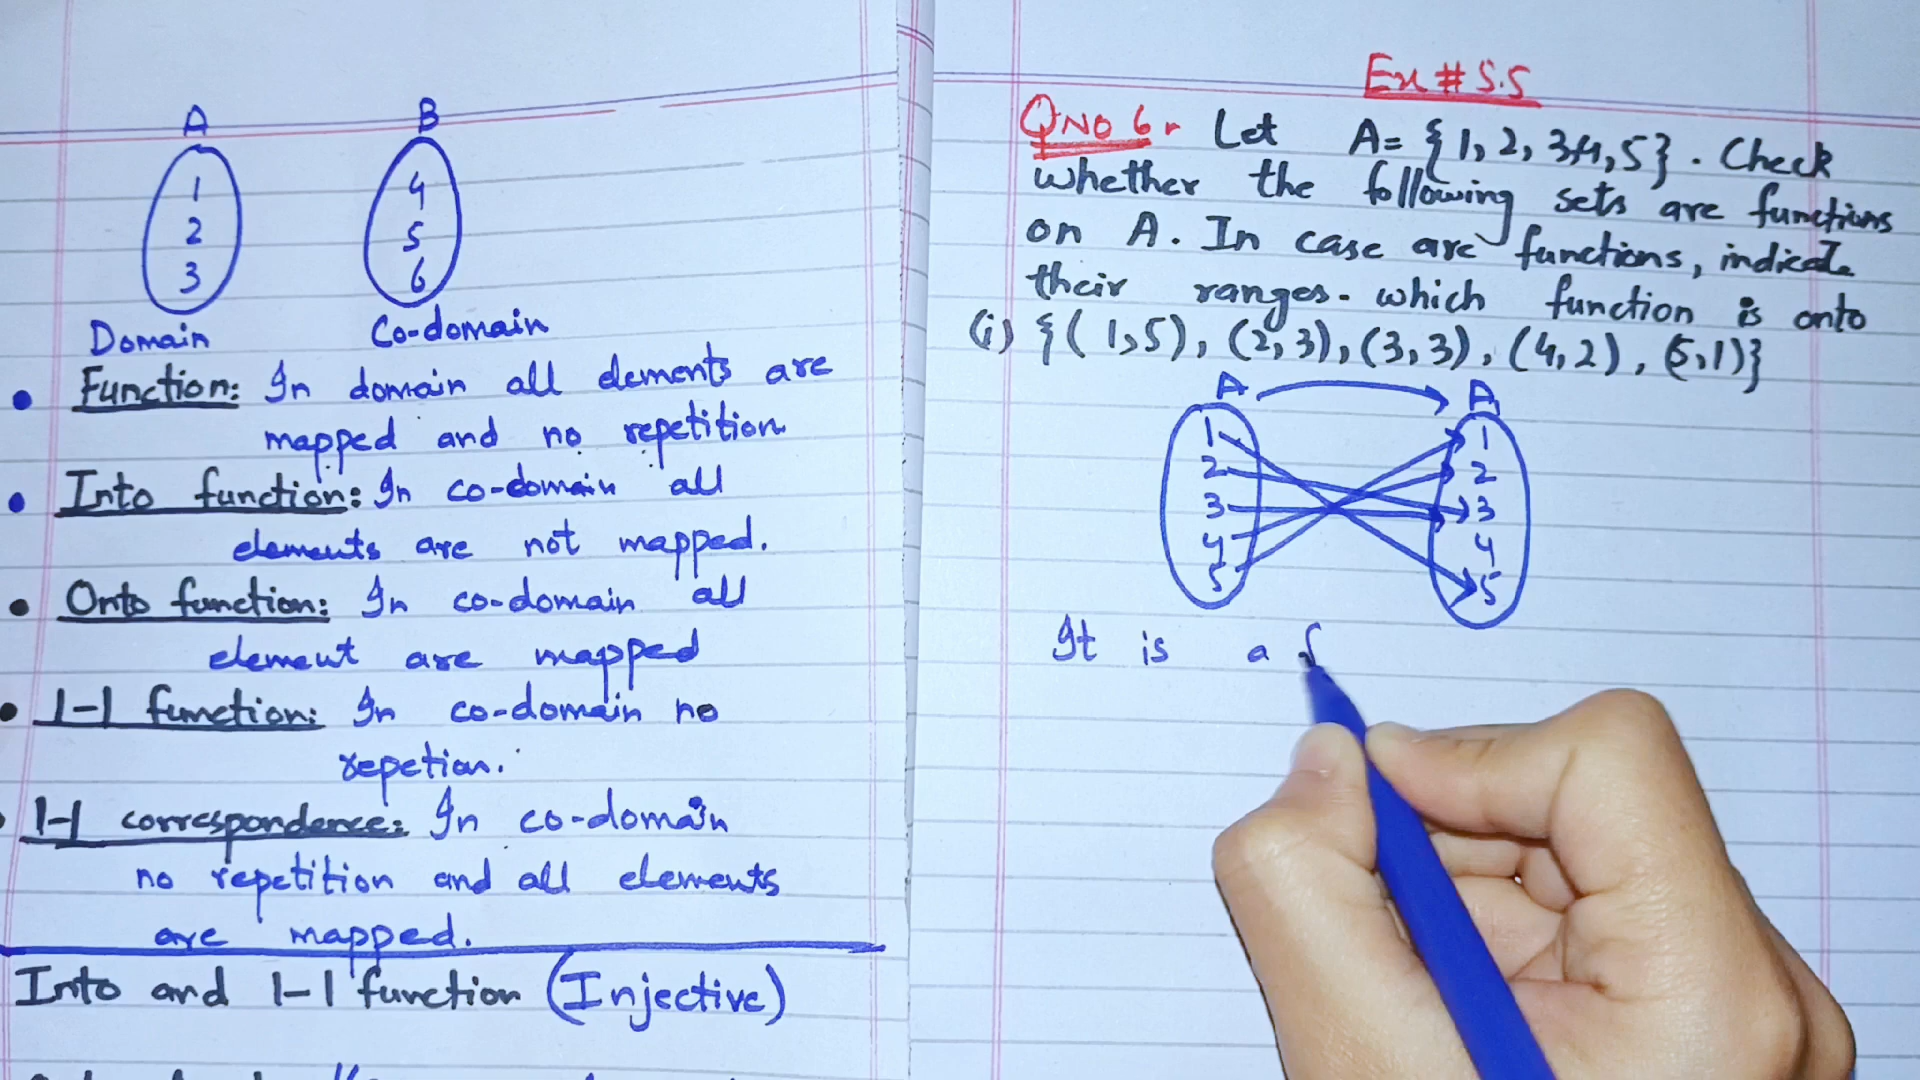 A B
1 4
2 5
3 6
Domain Co-domain
• Function: In domain all elements are
mapped and no repetition
• Into function: In co-domain all
elements are not mapped.
• Onto function: In co-domain all
element are mapped
• 1-1 function: In co-domain no
repetion.
1-1 correspondence: In co-domain
no repetition and all elements
are mapped.
Into and 1-1 function (Injective)
Ex # 5.5
Q NO 6. Let A = {1, 2, 3, 4, 5}. Check
whether the following sets are functions
on A. In case are functions, indicate
their ranges. which function is onto
(i) {(1,5), (2,3), (3,3), (4,2), (5,1)}
A A
1 1
2 2
3 3
4 4
5 5
It is a f